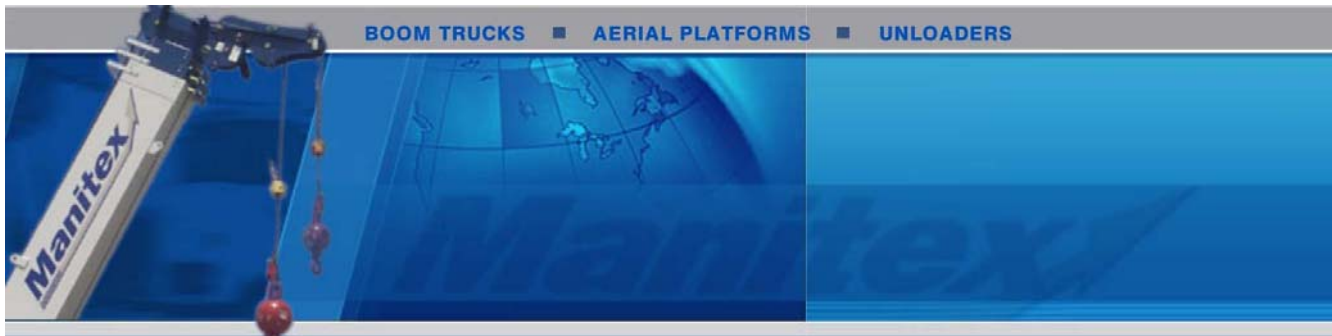 BOOM TRUCKS ■ AERIAL PLATFORMS ■ UNLOADERS
Manitex
Manitex